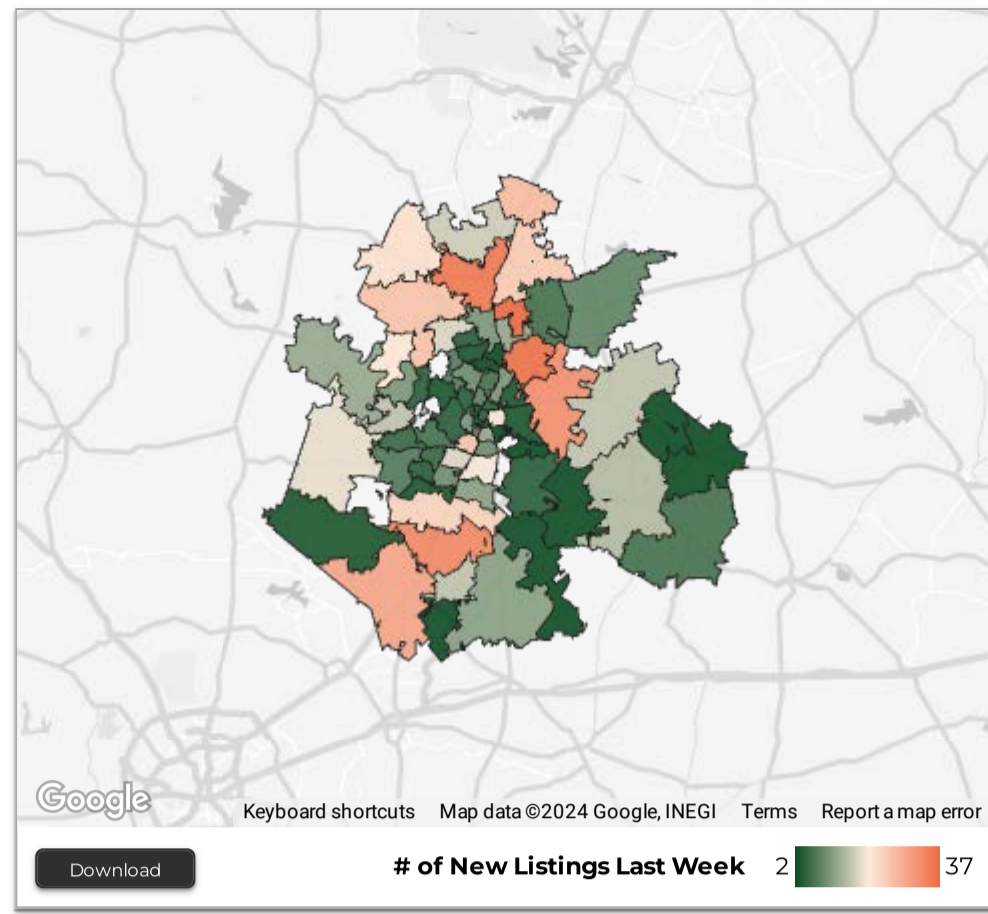 Google
Keyboard shortcuts Map data ©2024 Google, INEGI Terms Report a map error
Download # of New Listings Last Week 2 37